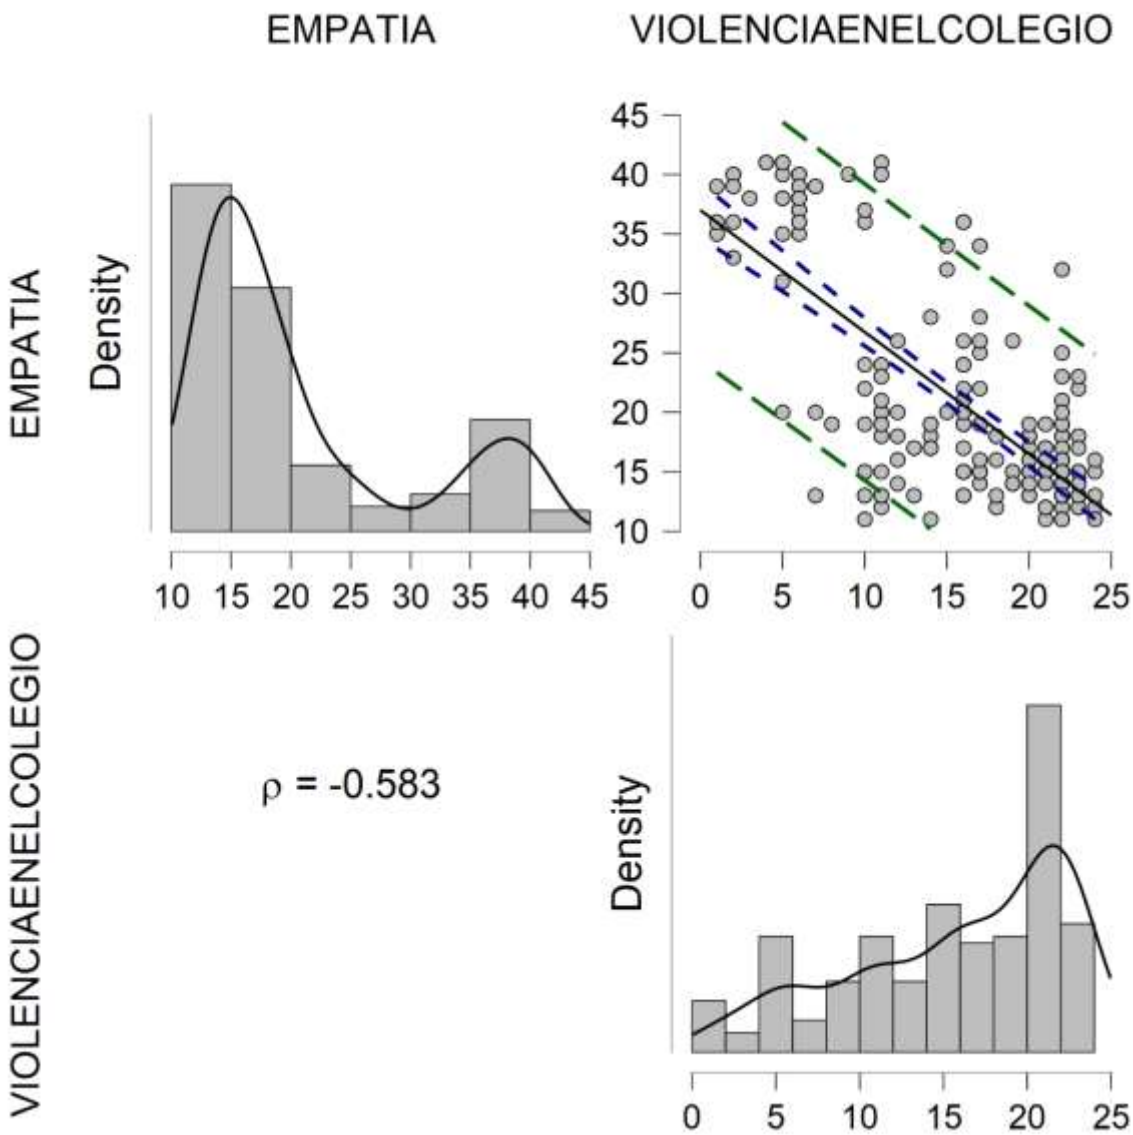 EMPATIA
VIOLENCIAENELCOLEGIO
EMPATIA
Density
10 15 20 25 30 35 40 45
45
40
35
30
25
20
15
10
0 5 10 15 20 25
VIOLENCIAENELCOLEGIO
ρ = -0.583
Density
0 5 10 15 20 25